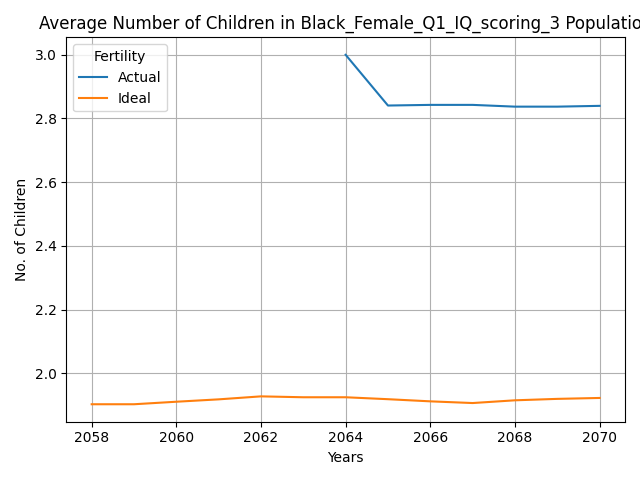 Average Number of Children in Black_Female_Q1_IQ_scoring_3 Populatio
Fertility
Actual
Ideal
3.0
2.8
2.6
2.4
2.2
2.0
No. of Children
2058 2060 2062 2064 2066 2068 2070
Years